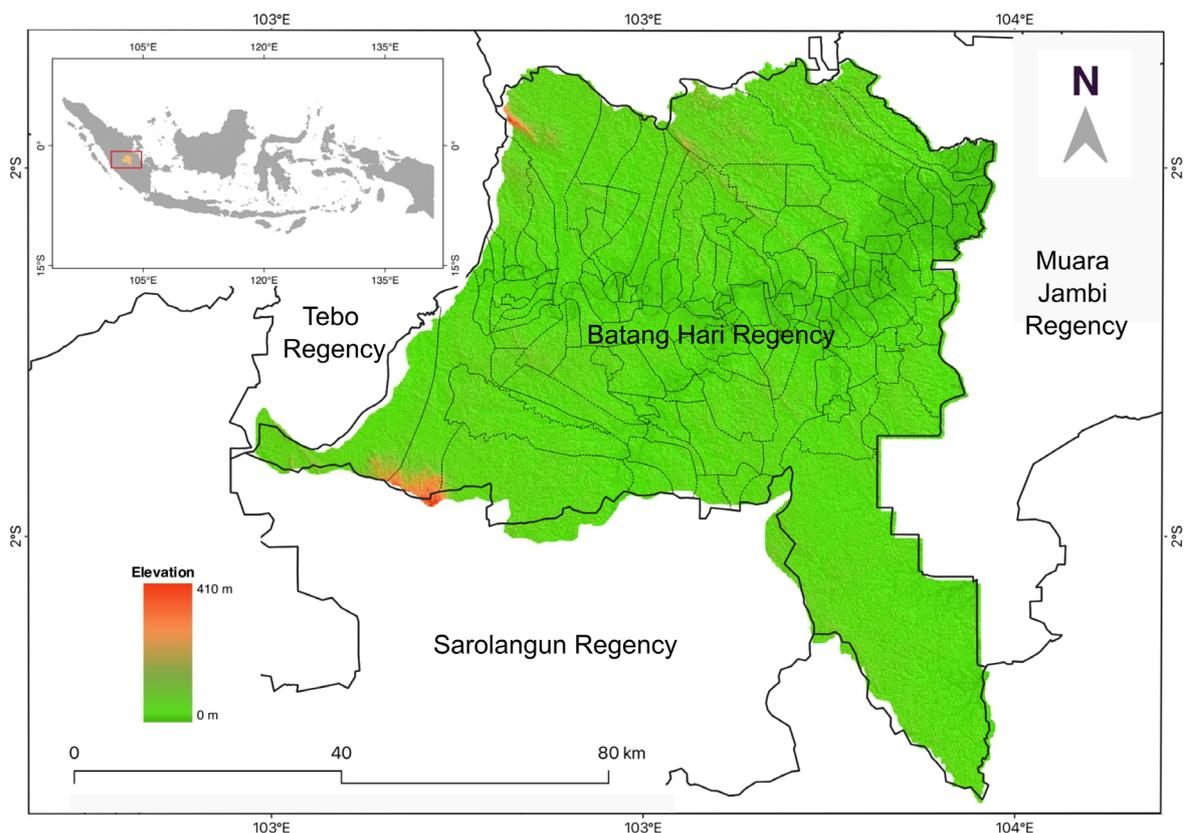 103°E 103°E 104°E
105°E 120°E 135°E
N
0° 0°
2°S 2°S
15°S 15°S
105°E 120°E 135°E
Muara
Jambi
Regency
Tebo
Regency
Batang Hari Regency
2°S 2°S
Elevation
410 m
0 m
Sarolangun Regency
0 40 80 km
103°E 103°E 104°E